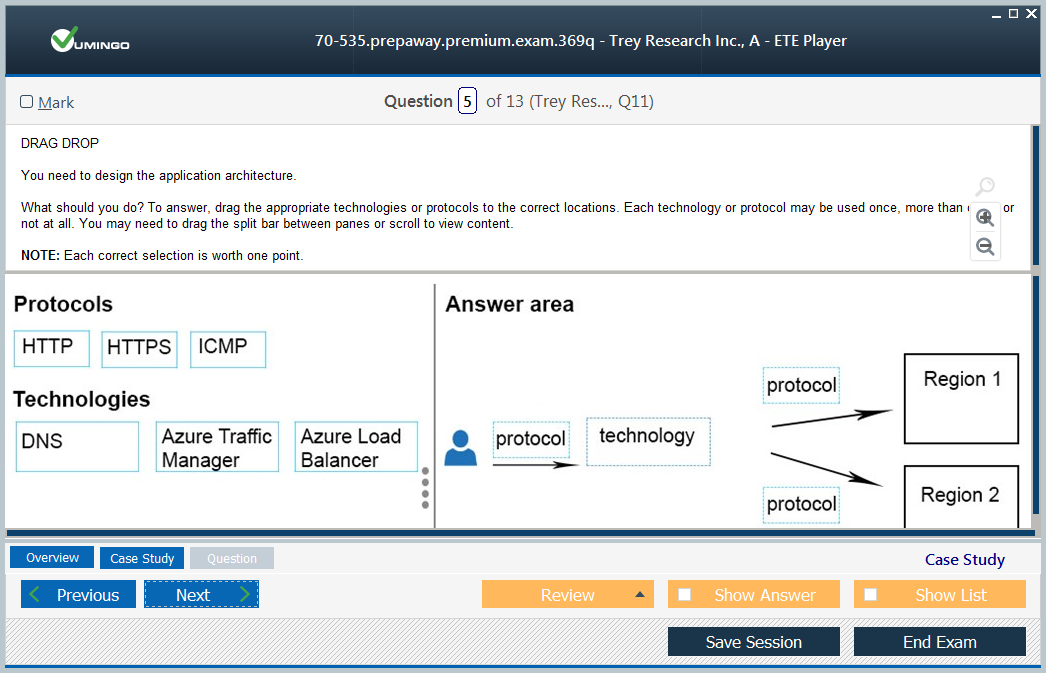 VUMINGO
70-535.prepaway.premium.exam.369q - Trey Research Inc., A - ETE Player
Mark
Question 5 of 13 (Trey Res..., Q11)
DRAG DROP
You need to design the application architecture.
What should you do? To answer, drag the appropriate technologies or protocols to the correct locations. Each technology or protocol may be used once, more than or
not at all. You may need to drag the split bar between panes or scroll to view content.
NOTE: Each correct selection is worth one point.
Protocols
HTTP HTTPS ICMP
Technologies
DNS
Azure Traffic
Manager
Azure Load
Balancer
Answer area
protocol
technology
protocol
Region 1
protocol
Region 2
Overview Case Study Question
Case Study
Previous Next Review Show Answer Show List
Save Session End Exam